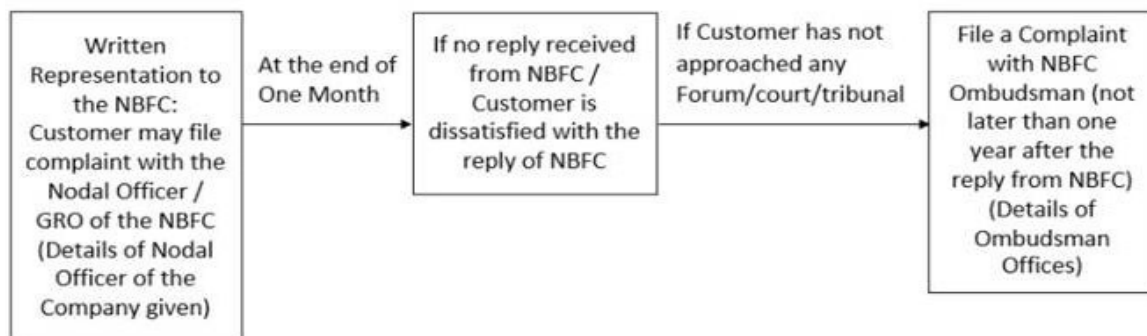 Written
Representation to
the NBFC:
Customer may file
complaint with the
Nodal Officer /
GRO of the NBFC
(Details of Nodal
Officer of the
Company given)
At the end of
One Month
If no reply received
from NBFC /
Customer is
dissatisfied with the
reply of NBFC
If Customer has not
approached any
Forum/court/tribunal
File a Complaint
with NBFC
Ombudsman (not
later than one
year after the
reply from NBFC)
(Details of
Ombudsman
Offices)